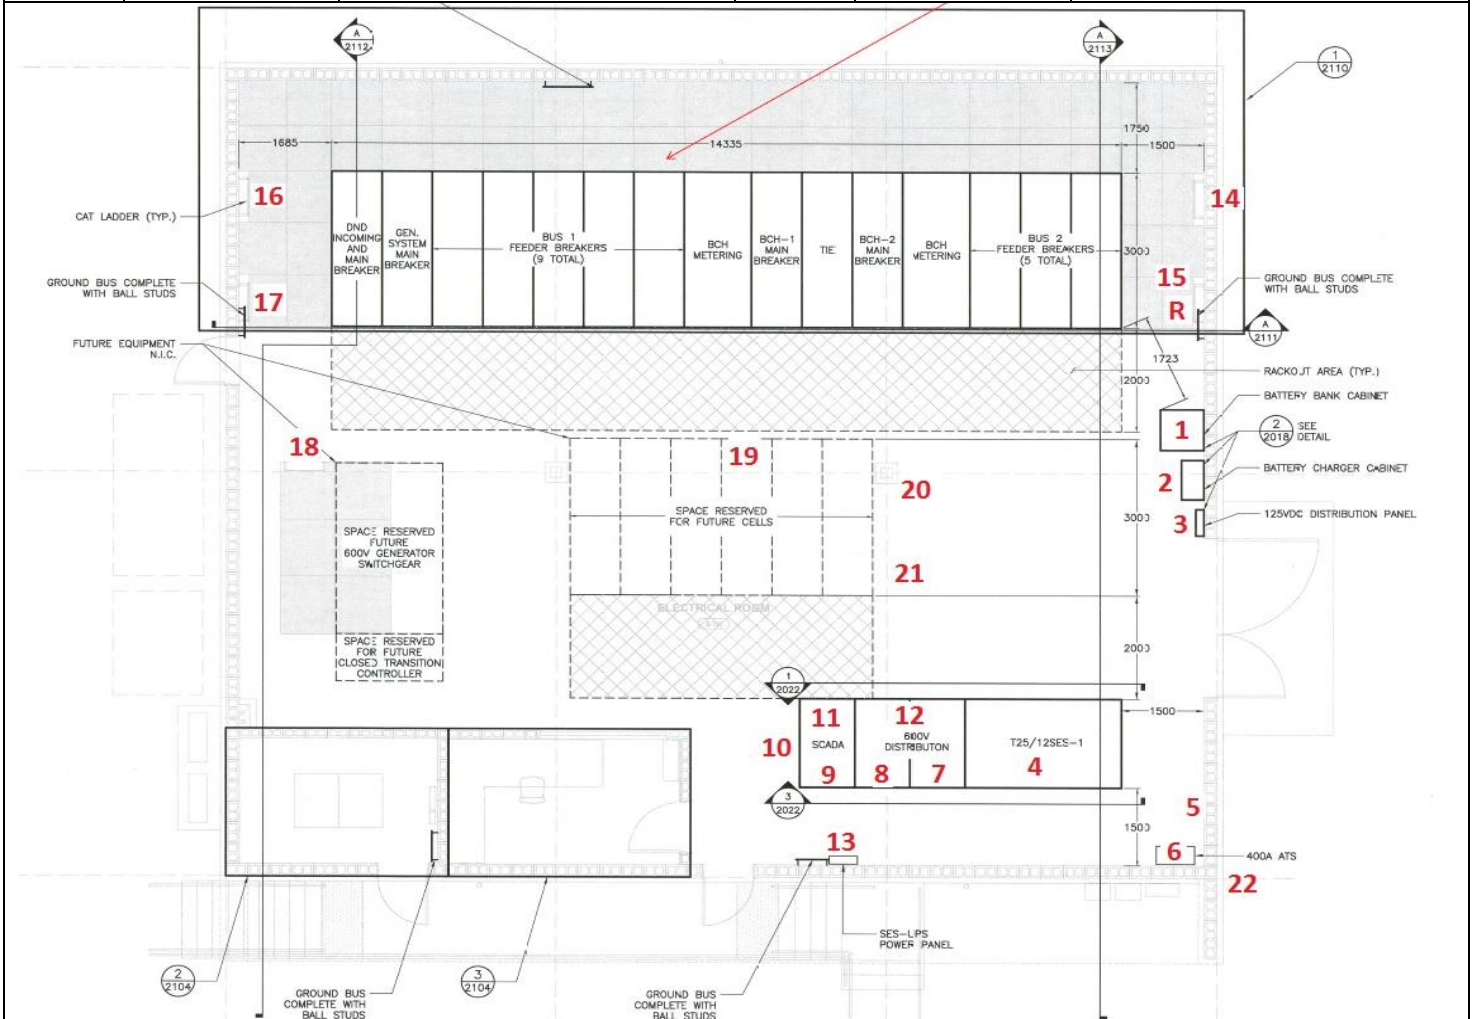 A
2112
A
2113
1
2110
1750
1685
14335
1500
16
14
CAT LADDER (TYP.)
DND
INCOMING
AND
MAIN
BREAKER
GEN.
SYSTEM
MAIN
BREAKER
BUS 1
FEEDER BREAKERS
(9 TOTAL)
BCH
METERING
BCH-1
MAIN
BREAKER
TIE
BCH-2
MAIN
BREAKER
BCH
METERING
BUS 2
FEEDER BREAKERS
(5 TOTAL)
3000
15
GROUND BUS COMPLETE
WITH BALL STUDS
17
R
GROUND BUS COMPLETE
WITH BALL STUDS
A
2111
FUTURE EQUIPMENT
N.I.C.
1723
2000
RACKOUT AREA (TYP.)
BATTERY BANK CABINET
1
2
2018
SEE
DETAIL
18
19
2
BATTERY CHARGER CABINET
20
3
125VDC DISTRIBUTION PANEL
SPACE RESERVED
FUTURE
600V GENERATOR
SWITCHGEAR
SPACE RESERVED
FOR FUTURE CELLS
3000
21
ELECTRICAL ROOM
SPACE RESERVED
FOR FUTURE
CLOSED TRANSITION
CONTROLLER
2000
1
2022
1500
11
12
10
SCADA
600V
DISTRIBUTON
T25/12SES-1
9
8
7
4
3
2022
5
1500
13
6
400A ATS
22
SES-LPS
POWER PANEL
2
2104
3
2104
GROUND BUS
COMPLETE WITH
BALL STUDS
GROUND BUS
COMPLETE WITH
BALL STUDS